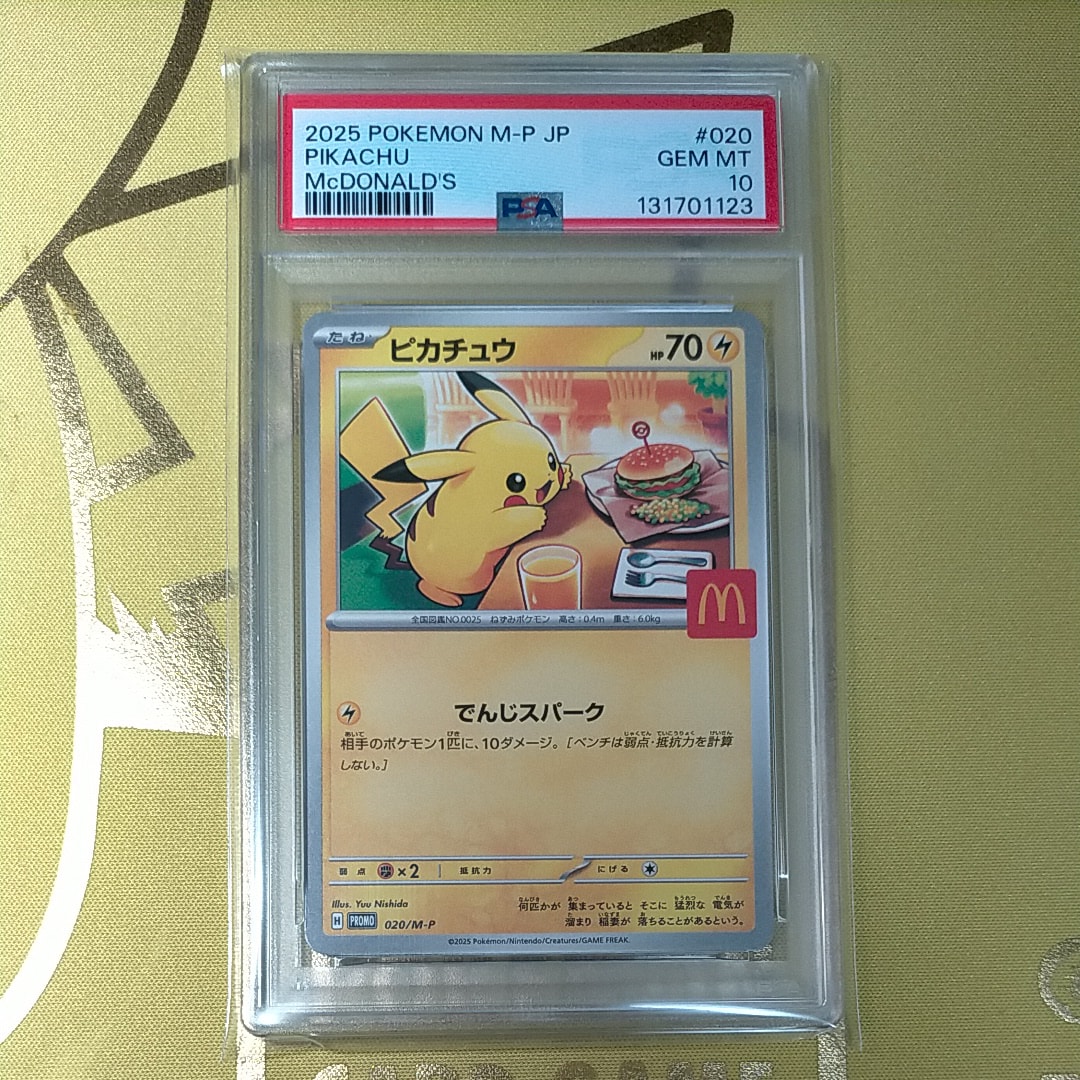 2025 POKEMON M-P JP #020
PIKACHU GEM MT
McDONALD'S 10
PSA 131701123
たね ピカチュウ HP70
全国図鑑NO.0025 ねずみポケモン 高さ:0.4m 重さ:6.0kg
でんじスパーク
相手のポケモン1匹に、10ダメージ。[ベンチは弱点・抵抗力を計算
しない。]
弱点 ×2 抵抗力 にげる
Illus. Yuu Nishida
何匹かが 集まっていると そこに 猛烈な 電気が
溜まり 稲妻が 落ちることがあるという。
H PROMO 020/M-P
©2025 Pokémon/Nintendo/Creatures/GAME FREAK.